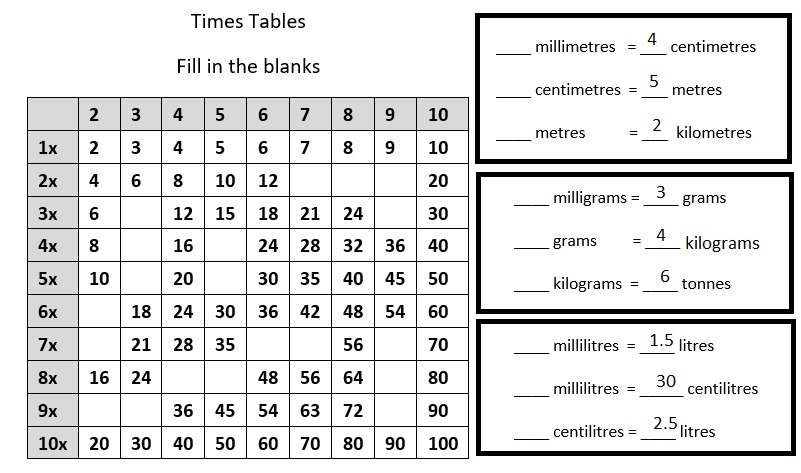 Times Tables
Fill in the blanks
2 3 4 5 6 7 8 9 10
1x 2 3 4 5 6 7 8 9 10
2x 4 6 8 10 12 20
3x 6 12 15 18 21 24 30
4x 8 16 24 28 32 36 40
5x 10 20 30 35 40 45 50
6x 18 24 30 36 42 48 54 60
7x 21 28 35 56 70
8x 16 24 48 56 64 80
9x 36 45 54 63 72 90
10x 20 30 40 50 60 70 80 90 100
____ millimetres = 4 centimetres
____ centimetres = 5 metres
____ metres = 2 kilometres
____ milligrams = 3 grams
____ grams = 4 kilograms
____ kilograms = 6 tonnes
____ millilitres = 1.5 litres
____ millilitres = 30 centilitres
____ centilitres = 2.5 litres